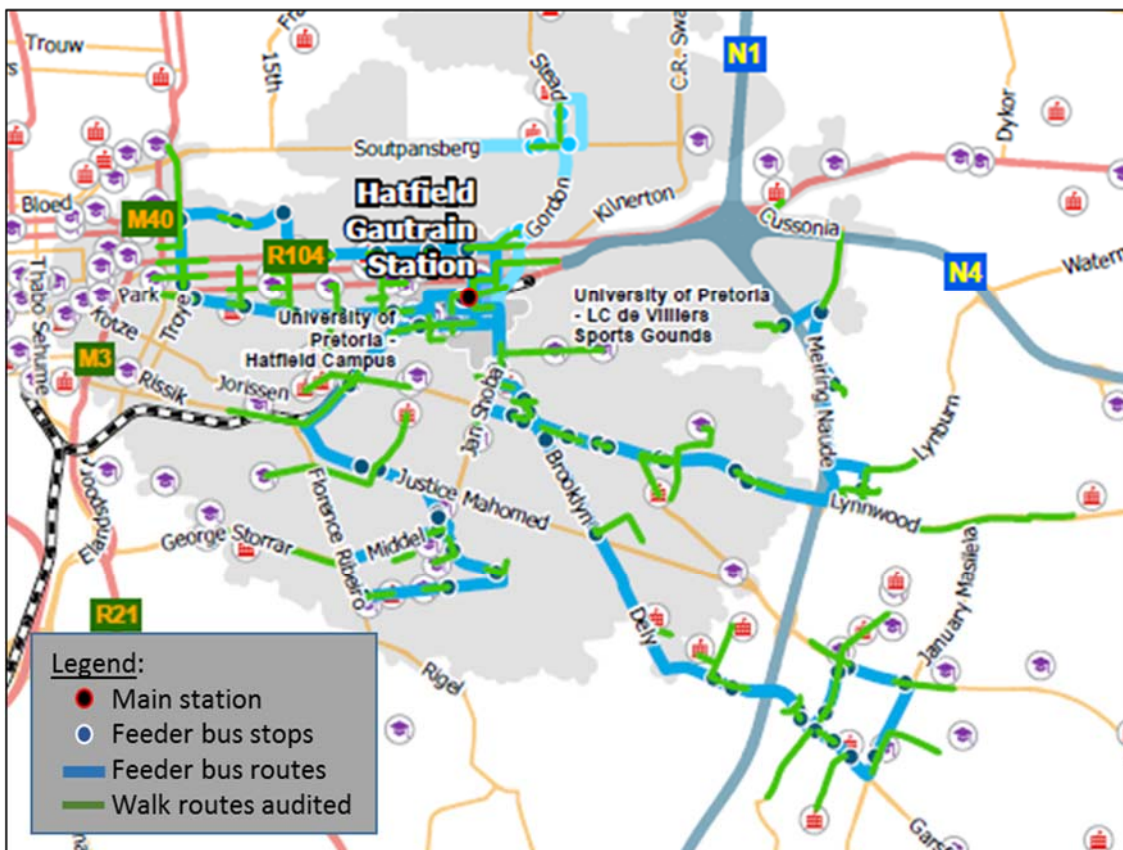 Trouw
15th
Stead
C.R. Swa
N1
Dykor
Soutpansberg
Hatfield
Gautrain
Station
Gordon
Kilnerton
Bloed
M40
R104
Cussonia
N4
Water
Thabo Sehume
Park
Kotze
Troye
University of
Pretoria -
Hatfield Campus
University of Pretoria
- LC de Villiers
Sports Gounds
M3
Rissik
Jorissen
Jan Shoba
Meiring Naude
Lynburn
Florence Ribeiro
Justice Mahomed
Brooklyn
Lynnwood
George Storrar
Middel
January Masilela
Dely
R21
Rigel
Legend:
Main station
Feeder bus stops
Feeder bus routes
Walk routes audited
Gars